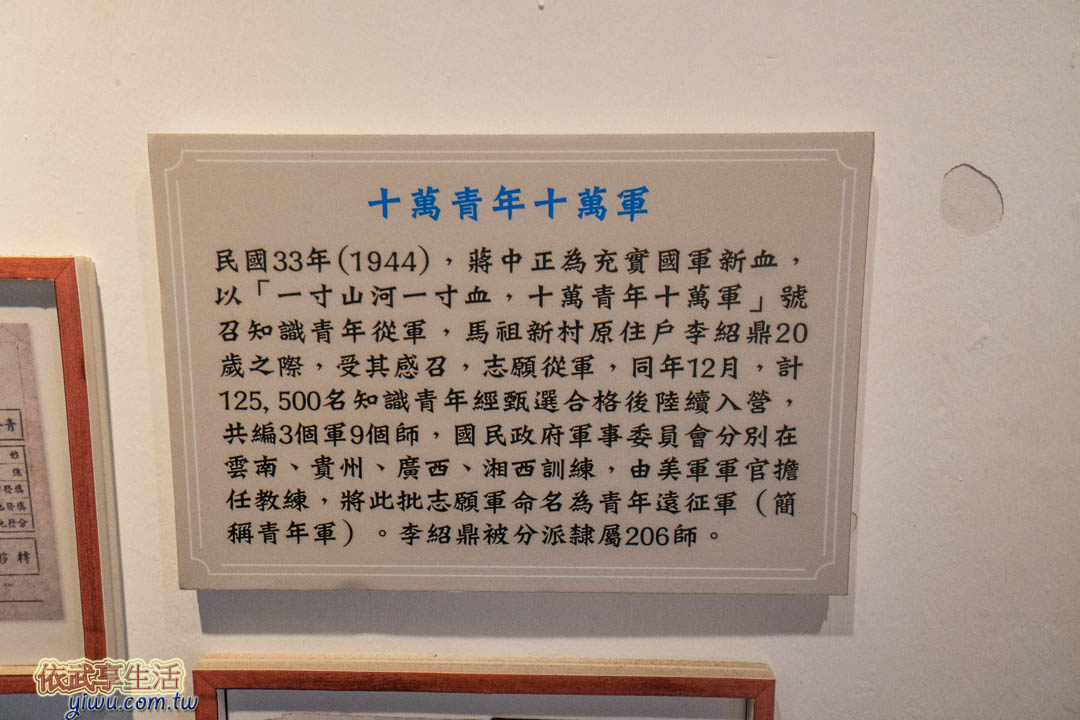 十萬青年十萬軍
民國33年(1944)，蔣中正為充實國軍新血，
以「一寸山河一寸血，十萬青年十萬軍」號
召知識青年從軍，馬祖新村原住戶李紹鼎20
歲之際，受其感召，志願從軍，同年12月，計
125,500名知識青年經甄選合格後陸續入營，
共編3個軍9個師，國民政府軍事委員會分別在
雲南、貴州、廣西、湘西訓練，由美軍軍官擔
任教練，將此批志願軍命名為青年遠征軍（簡
稱青年軍）。李紹鼎被分派隸屬206師。
青
姓
依武享生活
yiwu.com.tw